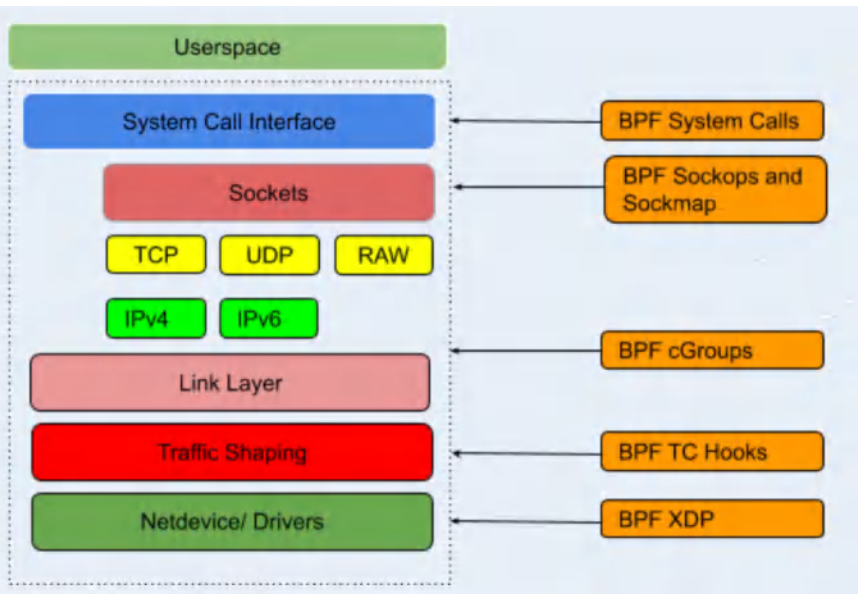 Userspace
System Call Interface
BPF System Calls
Sockets
BPF Sockops and
Sockmap
TCP
UDP
RAW
IPv4
IPv6
BPF cGroups
Link Layer
Traffic Shaping
BPF TC Hooks
Netdevice/ Drivers
BPF XDP